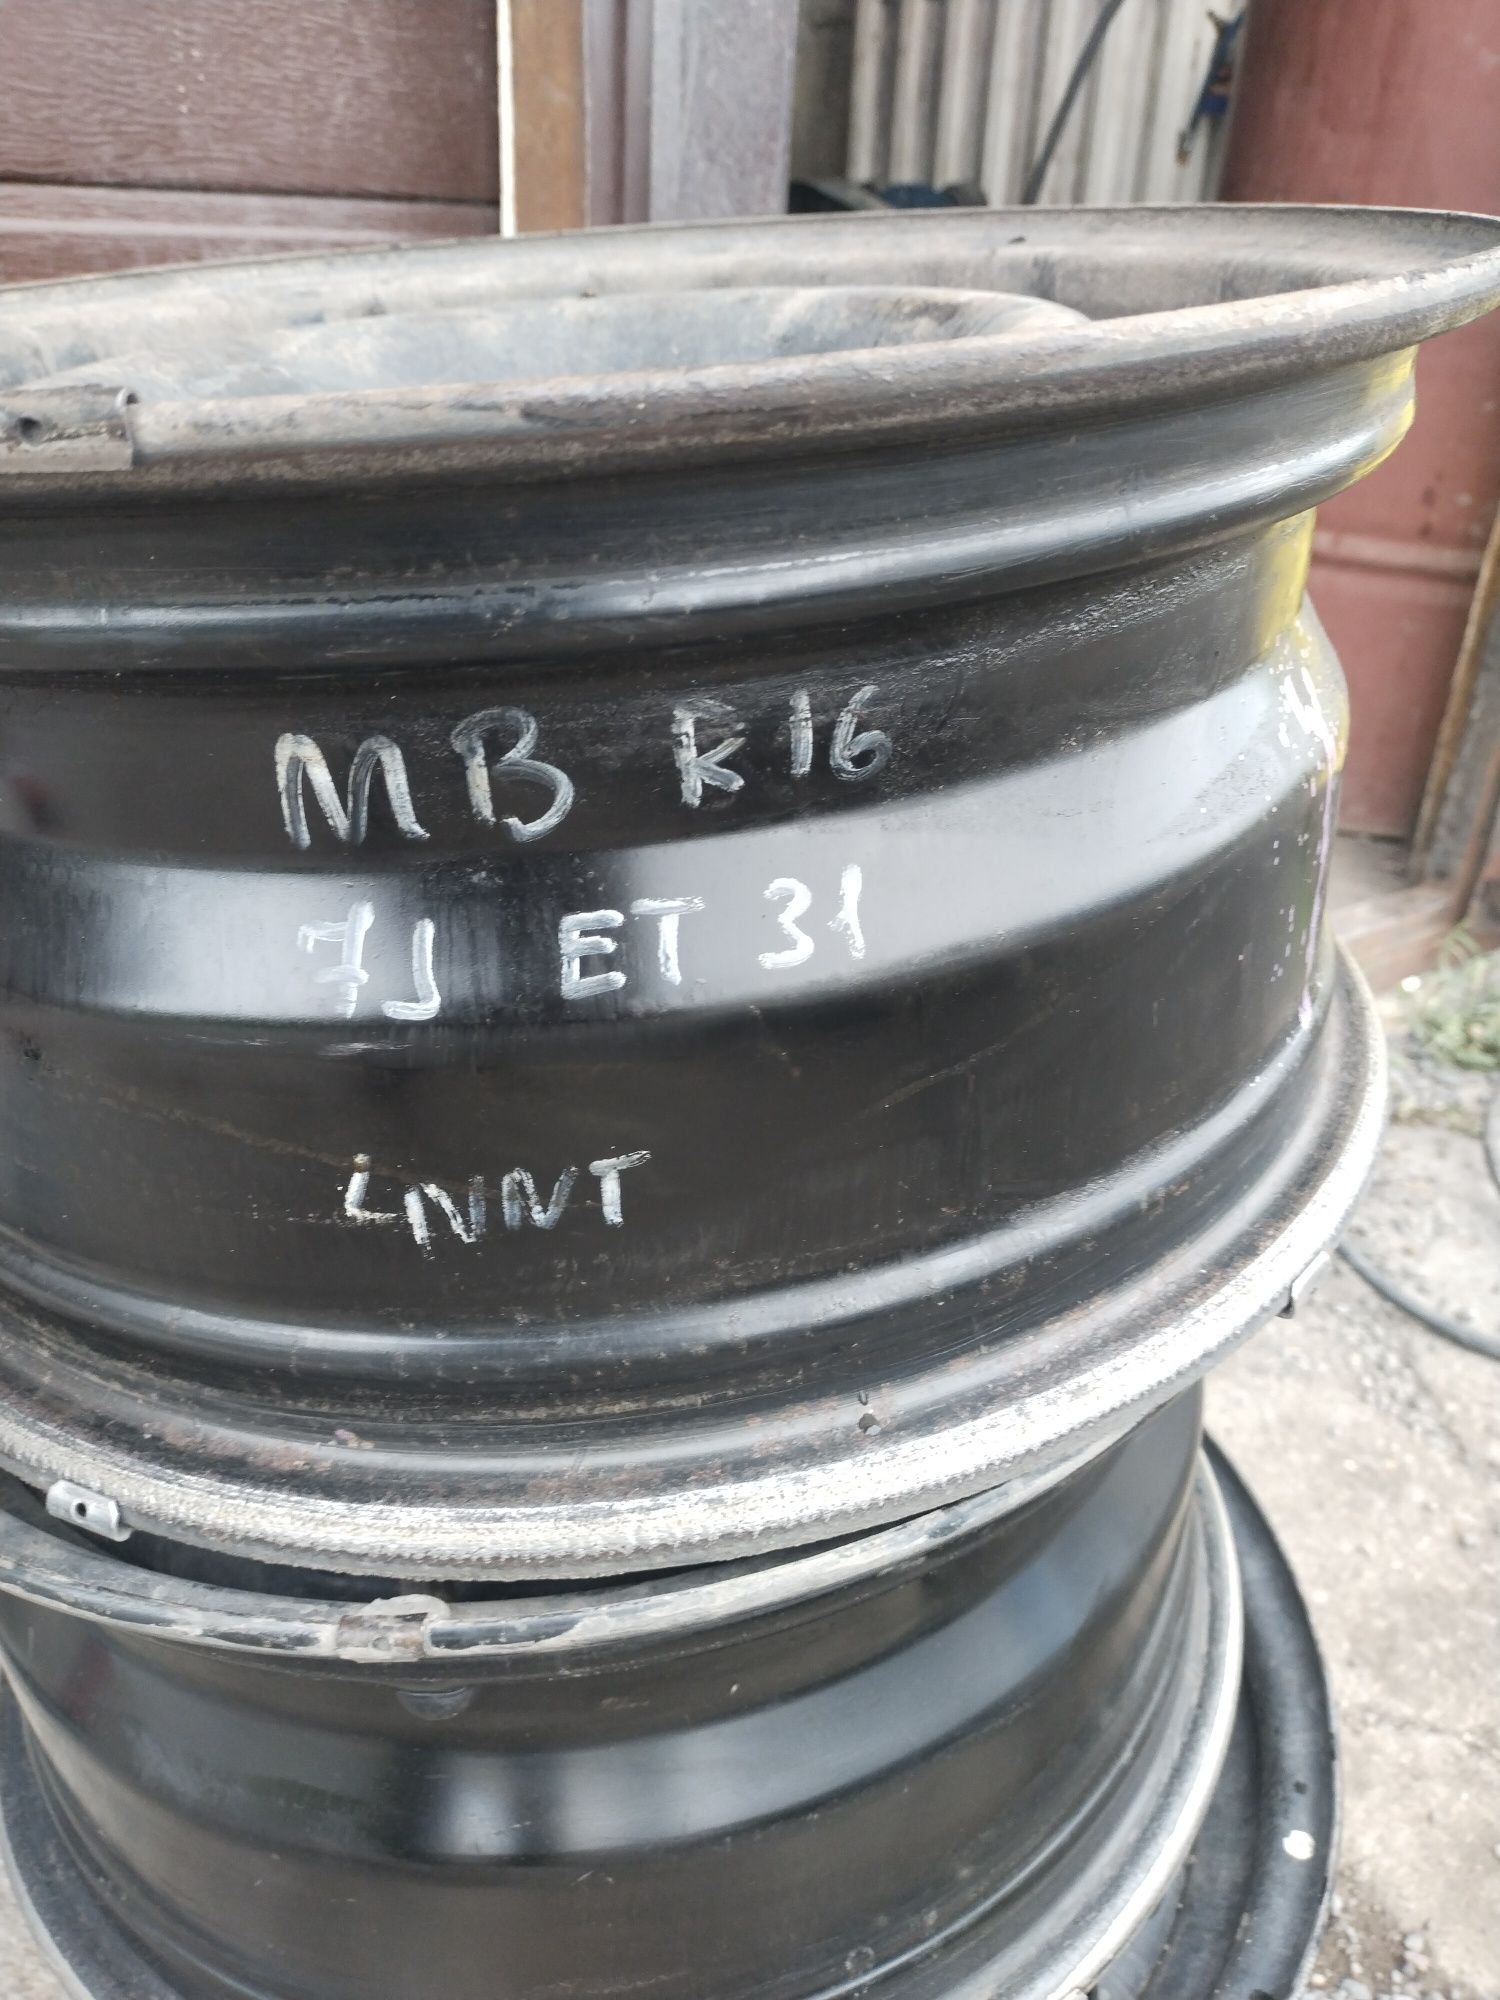 MB R16
7J ET 31
LNNT